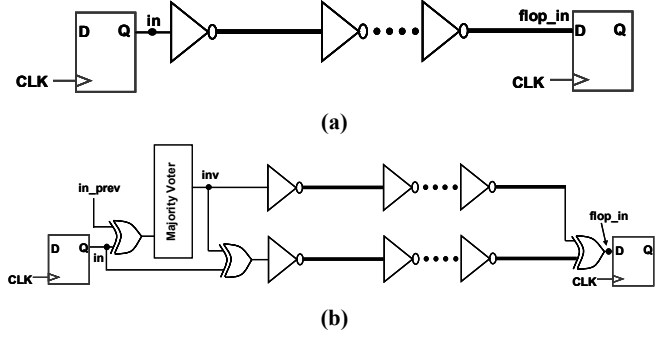 in
flop_in
D Q
D Q
CLK
CLK
(a)
in_prev
Majority Voter
inv
flop_in
D Q
in
D Q
CLK
CLK
(b)